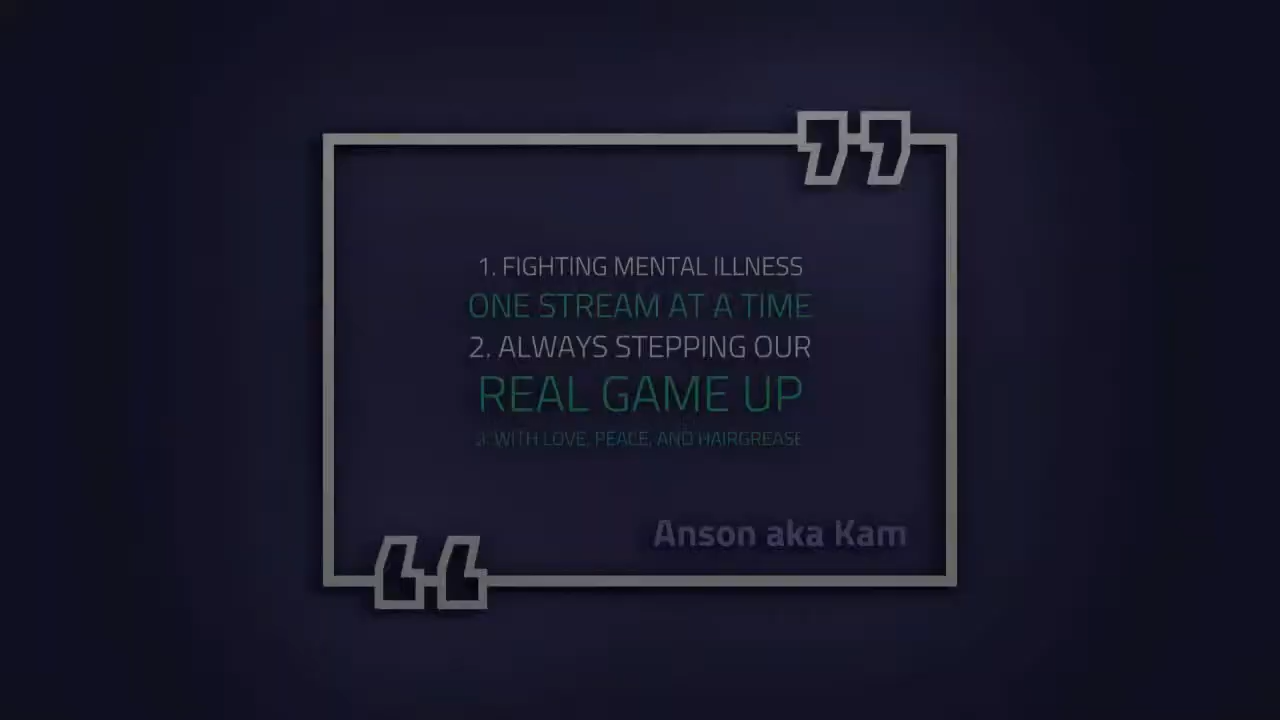 1. FIGHTING MENTAL ILLNESS
ONE STREAM AT A TIME
2. ALWAYS STEPPING OUR
REAL GAME UP
3. WITH LOVE, PEACE, AND HAIRGREASE
Anson aka Kam